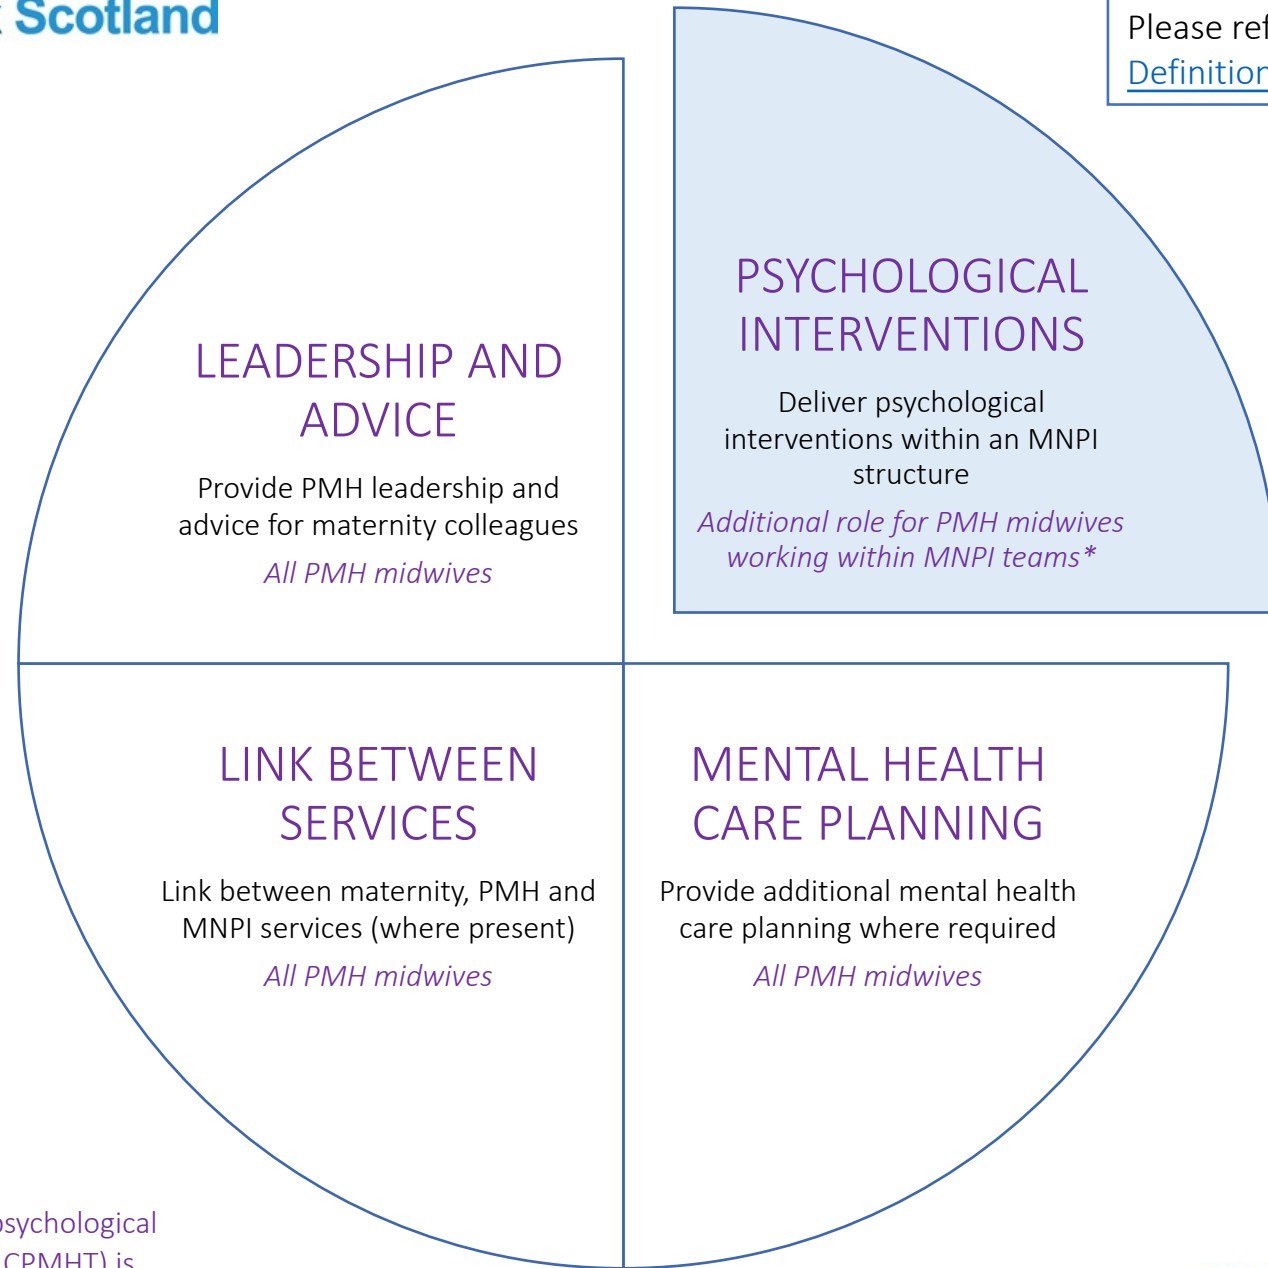 Scotland
Please ref
Definition
LEADERSHIP AND
ADVICE
Provide PMH leadership and
advice for maternity colleagues
All PMH midwives
PSYCHOLOGICAL
INTERVENTIONS
Deliver psychological
interventions within an MNPI
structure
Additional role for PMH midwives
working within MNPI teams*
LINK BETWEEN
SERVICES
Link between maternity, PMH and
MNPI services (where present)
All PMH midwives
MENTAL HEALTH
CARE PLANNING
Provide additional mental health
care planning where required
All PMH midwives
psychological
CPMHT) is